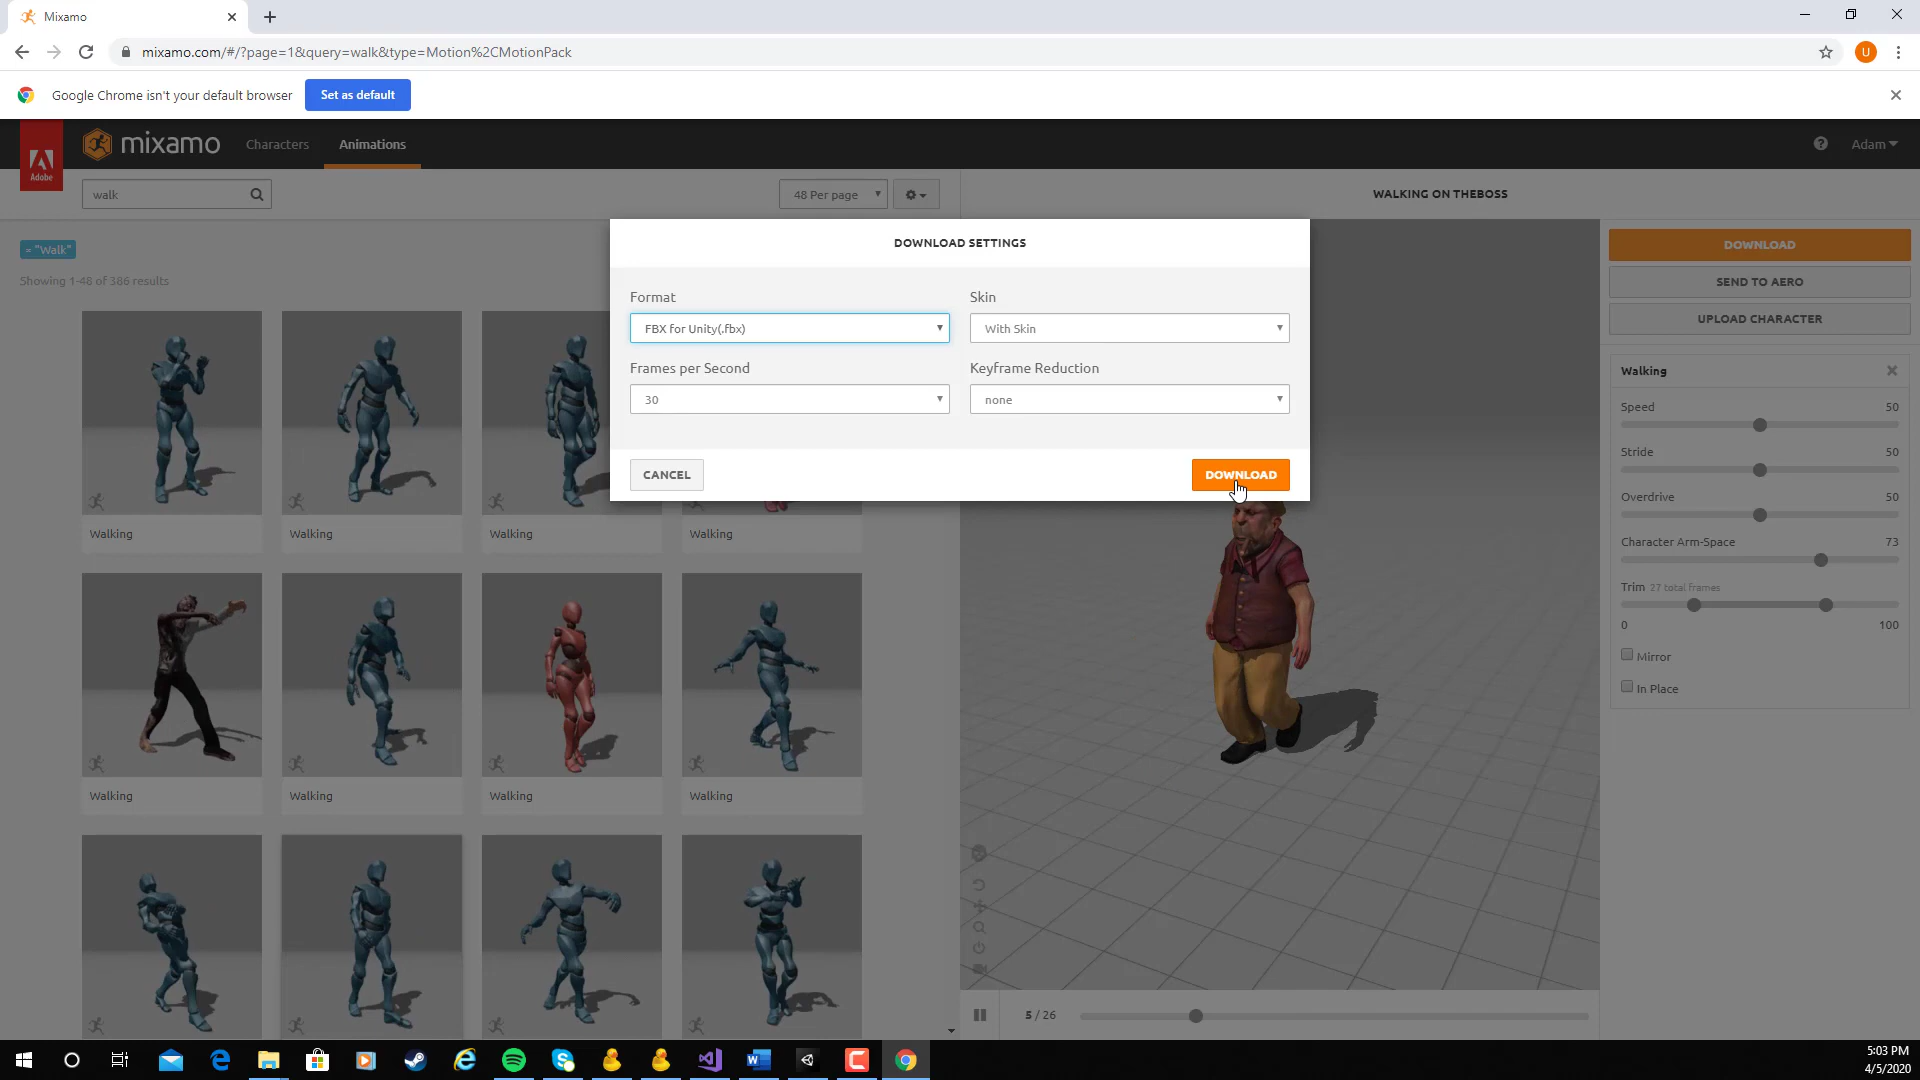 Mixamo
mixamo.com/#/?page=1&query=walk&type=Motion%2CMotionPack
U
Google Chrome isn't your default browser
Set as default
Adobe
mixamo
Characters
Animations
Adam
walk
48 Per page
WALKING ON THEBOSS
= "Walk"
Showing 1-48 of 386 results
DOWNLOAD SETTINGS
Format
Skin
FBX for Unity(.fbx)
With Skin
Frames per Second
Keyframe Reduction
30
none
CANCEL
DOWNLOAD
DOWNLOAD
SEND TO AERO
UPLOAD CHARACTER
Walking
Speed 50
Stride 50
Overdrive 50
Character Arm-Space 73
Trim 27 total frames
0 100
Mirror
In Place
Walking
Walking
Walking
Walking
Walking
Walking
Walking
Walking
5 / 26
5:03 PM
4/5/2020